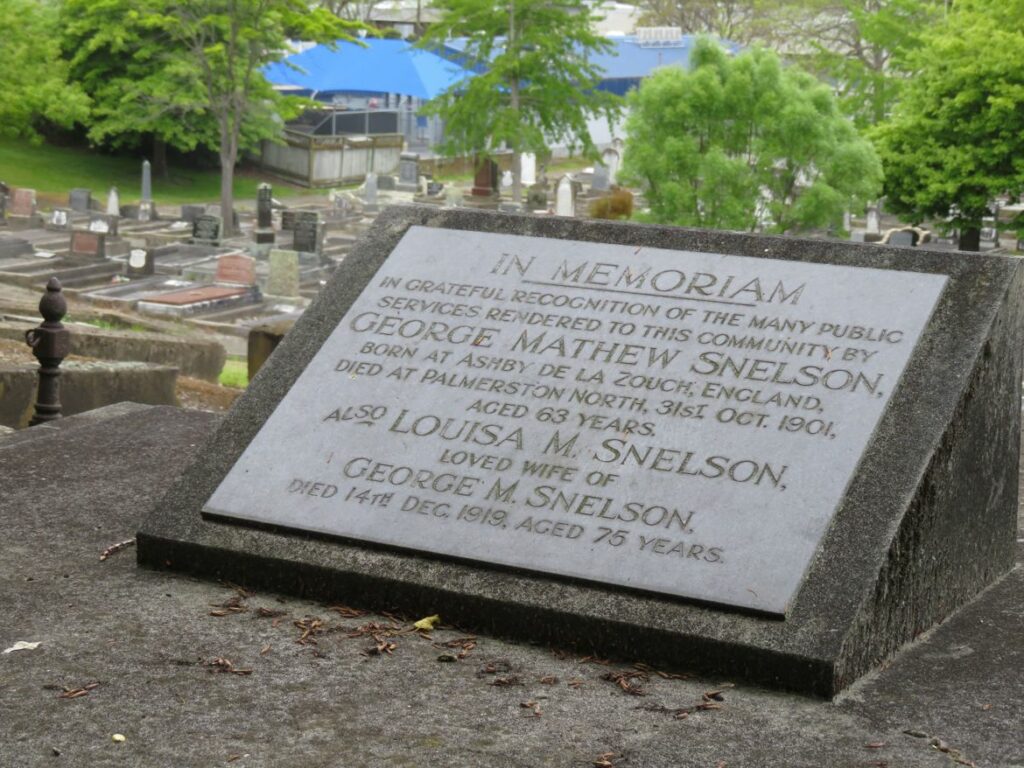 IN MEMORIAM
IN GRATEFUL RECOGNITION OF THE MANY PUBLIC
SERVICES RENDERED TO THIS COMMUNITY BY
GEORGE MATHEW SNELSON,
BORN AT ASHBY DE LA ZOUCH, ENGLAND,
DIED AT PALMERSTON NORTH, 31ST OCT. 1901,
AGED 63 YEARS.
ALSO LOUISA M. SNELSON,
LOVED WIFE OF
GEORGE M. SNELSON,
DIED 14TH DEC. 1919, AGED 75 YEARS.